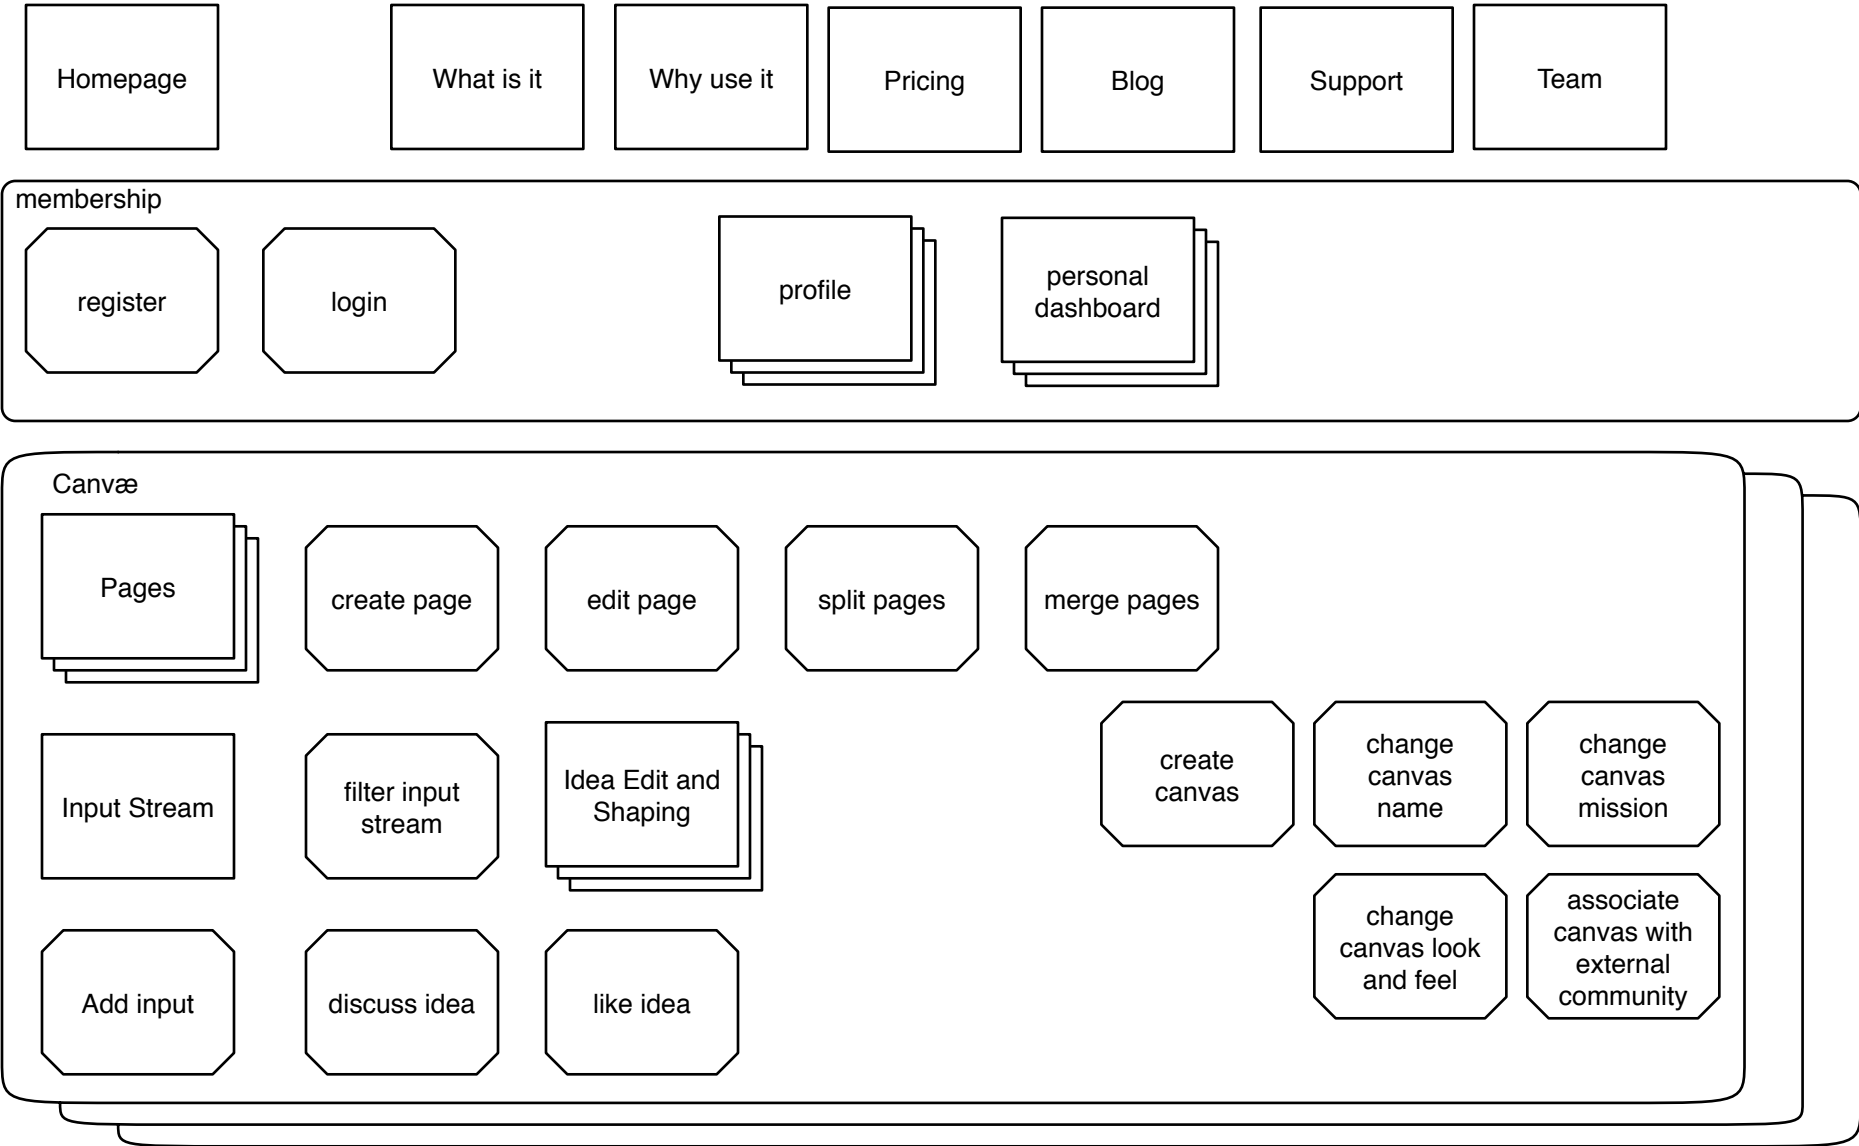 Homepage
What is it
Why use it
Pricing
Blog
Support
Team
membership
register
login
profile
personal
dashboard
Canvæ
Pages
create page
edit page
split pages
merge pages
Input Stream
filter input
stream
Idea Edit and
Shaping
create
canvas
change
canvas
name
change
canvas
mission
Add input
discuss idea
like idea
change
canvas look
and feel
associate
canvas with
external
community